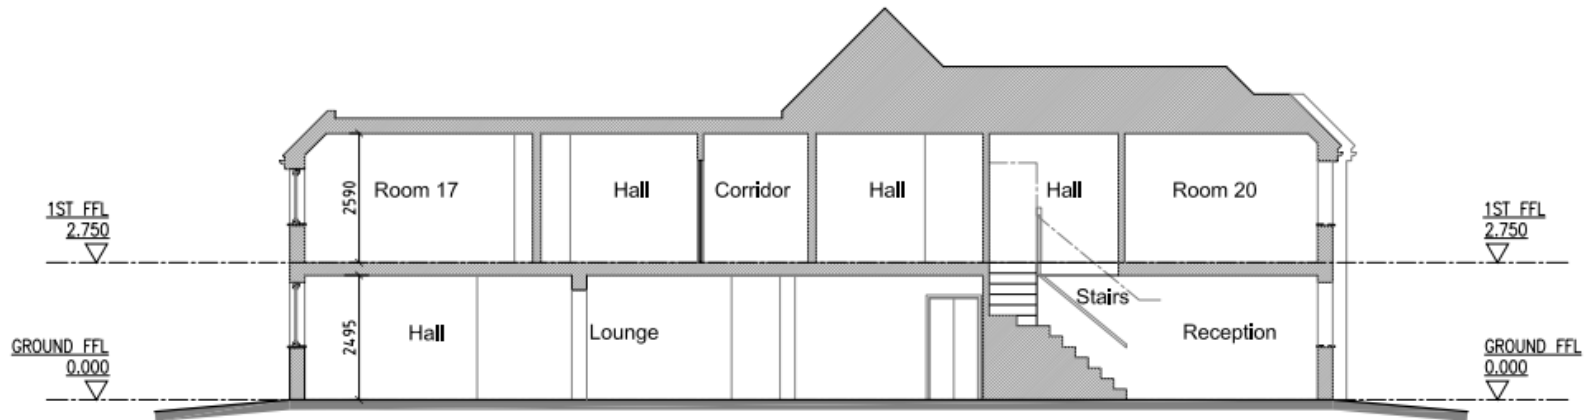 Room 17
Hall
Corridor
Hall
Hall
Room 20
2590
1ST FFL
2.750
1ST FFL
2.750
Stairs
Hall
Lounge
Reception
2495
GROUND FFL
0.000
GROUND FFL
0.000